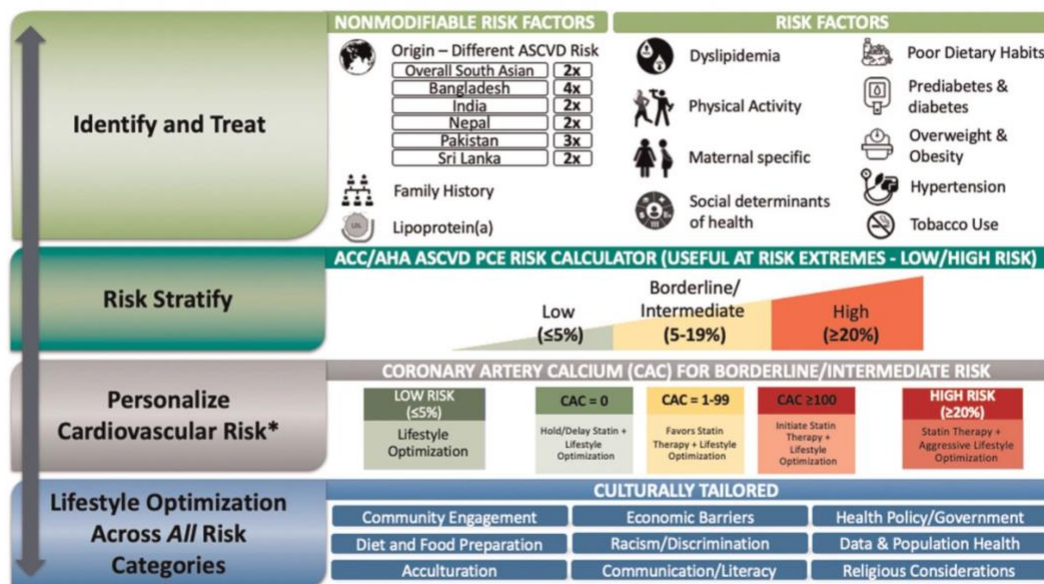 Identify and Treat
NONMODIFIABLE RISK FACTORS
Origin – Different ASCVD Risk
Overall South Asian 2x
Bangladesh 4x
India 2x
Nepal 2x
Pakistan 3x
Sri Lanka 2x
Family History
Lipoprotein(a)
RISK FACTORS
Dyslipidemia
Physical Activity
Maternal specific
Social determinants
of health
Poor Dietary Habits
Prediabetes &
diabetes
Overweight &
Obesity
Hypertension
Tobacco Use
Risk Stratify
ACC/AHA ASCVD PCE RISK CALCULATOR (USEFUL AT RISK EXTREMES - LOW/HIGH RISK)
Low
(≤5%)
Borderline/
Intermediate
(5-19%)
High
(≥20%)
Personalize
Cardiovascular Risk*
CORONARY ARTERY CALCIUM (CAC) FOR BORDERLINE/INTERMEDIATE RISK
LOW RISK
(≤5%)
Lifestyle
Optimization
CAC = 0
Hold/Delay Statin +
Lifestyle
Optimization
CAC = 1-99
Favors Statin
Therapy + Lifestyle
Optimization
CAC ≥100
Initiate Statin
Therapy +
Lifestyle
Optimization
HIGH RISK
(≥20%)
Statin Therapy +
Aggressive Lifestyle
Optimization
Lifestyle Optimization
Across All Risk
Categories
CULTURALLY TAILORED
Community Engagement
Economic Barriers
Health Policy/Government
Diet and Food Preparation
Racism/Discrimination
Data & Population Health
Acculturation
Communication/Literacy
Religious Considerations